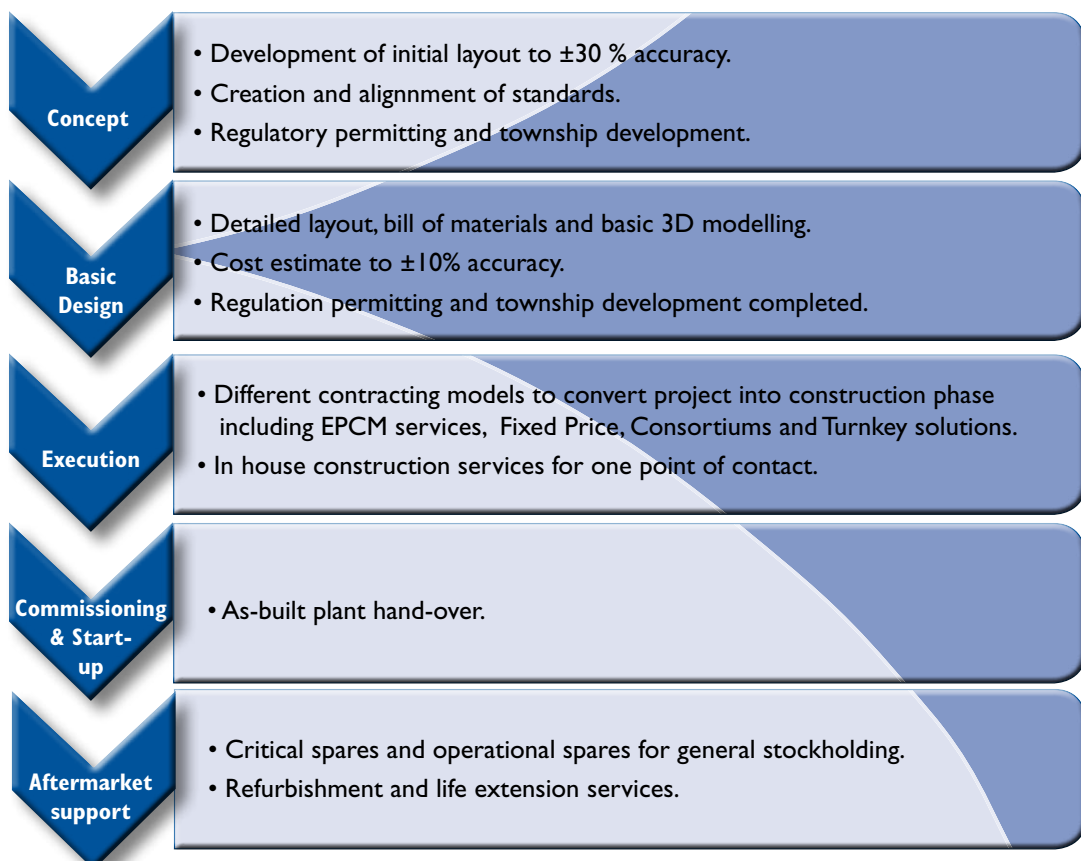 Concept
• Development of initial layout to ±30 % accuracy.
• Creation and alignnment of standards.
• Regulatory permitting and township development.
Basic
Design
• Detailed layout, bill of materials and basic 3D modelling.
• Cost estimate to ±10% accuracy.
• Regulation permitting and township development completed.
Execution
• Different contracting models to convert project into construction phase
including EPCM services, Fixed Price, Consortiums and Turnkey solutions.
• In house construction services for one point of contact.
Commissioning
& Start-
up
• As-built plant hand-over.
Aftermarket
support
• Critical spares and operational spares for general stockholding.
• Refurbishment and life extension services.